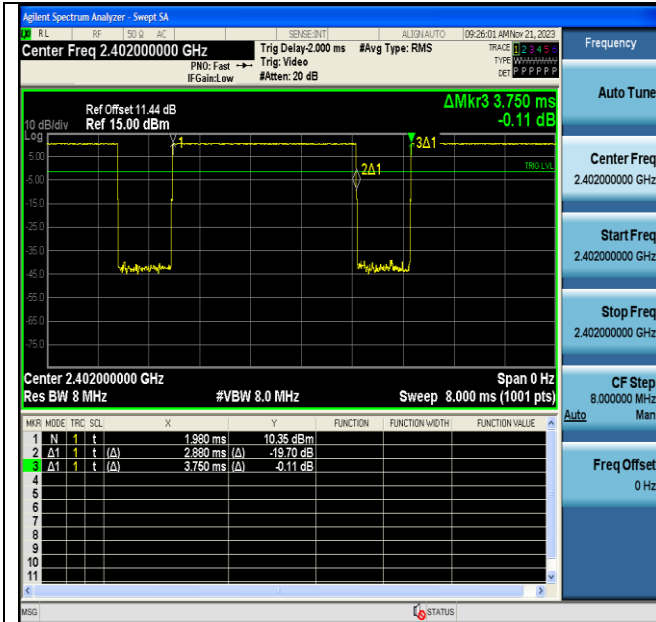 Agilent Spectrum Analyzer - Swept SA
RL RF 50 Ω AC SENSE:INT ALIGN AUTO 09:26:01 AM Nov 21, 2023
Center Freq 2.402000000 GHz Trig Delay-2.000 ms #Avg Type: RMS TRACE 1 2 3 4 5 6 Frequency
PNO: Fast Trig: Video TYPE
IFGain:Low #Atten: 20 dB DET P P P P P P
Auto Tune
ΔMkr3 3.750 ms
Ref Offset 11.44 dB
10 dB/div Ref 15.00 dBm -0.11 dB
Log
1 3Δ1
5.00
2Δ1 TRIG LVL
-5.00
-15.0
-25.0
-35.0
-45.0
-55.0
-65.0
-75.0
Center 2.402000000 GHz Span 0 Hz
Res BW 8 MHz #VBW 8.0 MHz Sweep 8.000 ms (1001 pts)
Center Freq
2.402000000 GHz
Start Freq
2.402000000 GHz
Stop Freq
2.402000000 GHz
CF Step
8.000000 MHz
Auto Man
Freq Offset
0 Hz
MKR MODE TRC SCL X Y FUNCTION FUNCTION WIDTH FUNCTION VALUE
1 N 1 t 1.980 ms 10.35 dBm
2 Δ1 1 t (Δ) 2.880 ms (Δ) -19.70 dB
3 Δ1 1 t (Δ) 3.750 ms (Δ) -0.11 dB
4
5
6
7
8
9
10
11
MSG STATUS